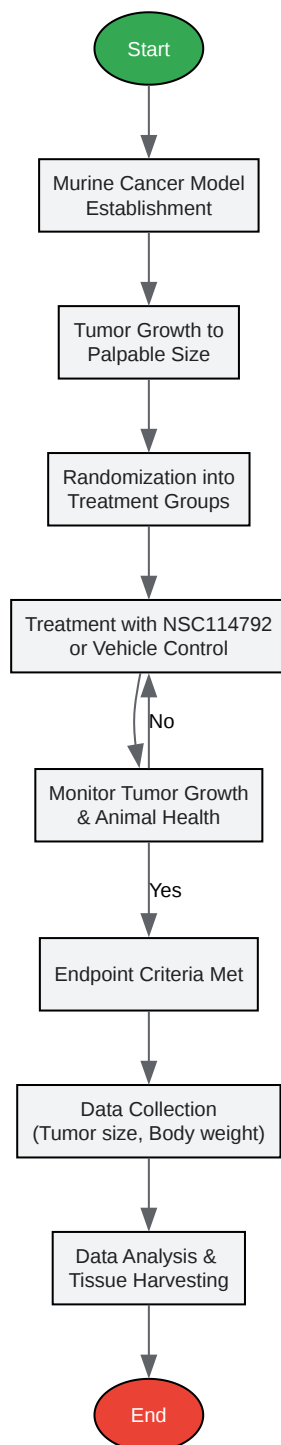 Start
Murine Cancer Model
Establishment
Tumor Growth to
Palpable Size
Randomization into
Treatment Groups
Treatment with NSC114792
or Vehicle Control
No
Monitor Tumor Growth
& Animal Health
Yes
Endpoint Criteria Met
Data Collection
(Tumor size, Body weight)
Data Analysis &
Tissue Harvesting
End